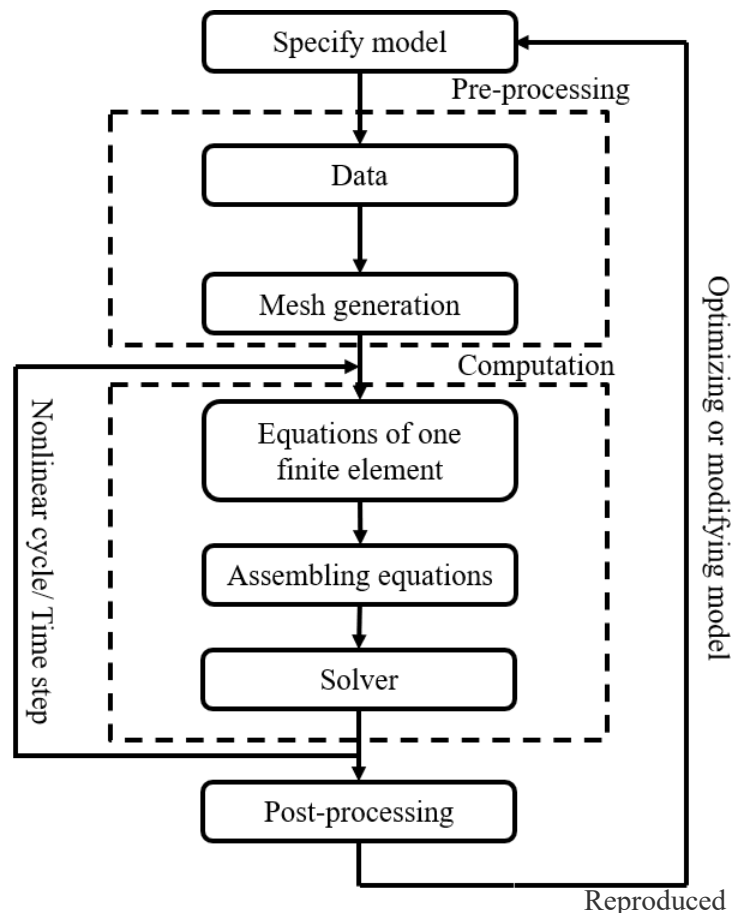 Specify model
Pre-processing
Data
Mesh generation
Computation
Equations of one
finite element
Assembling equations
Solver
Post-processing
Nonlinear cycle/ Time
step
Optimizing or modifying model
Reproduced